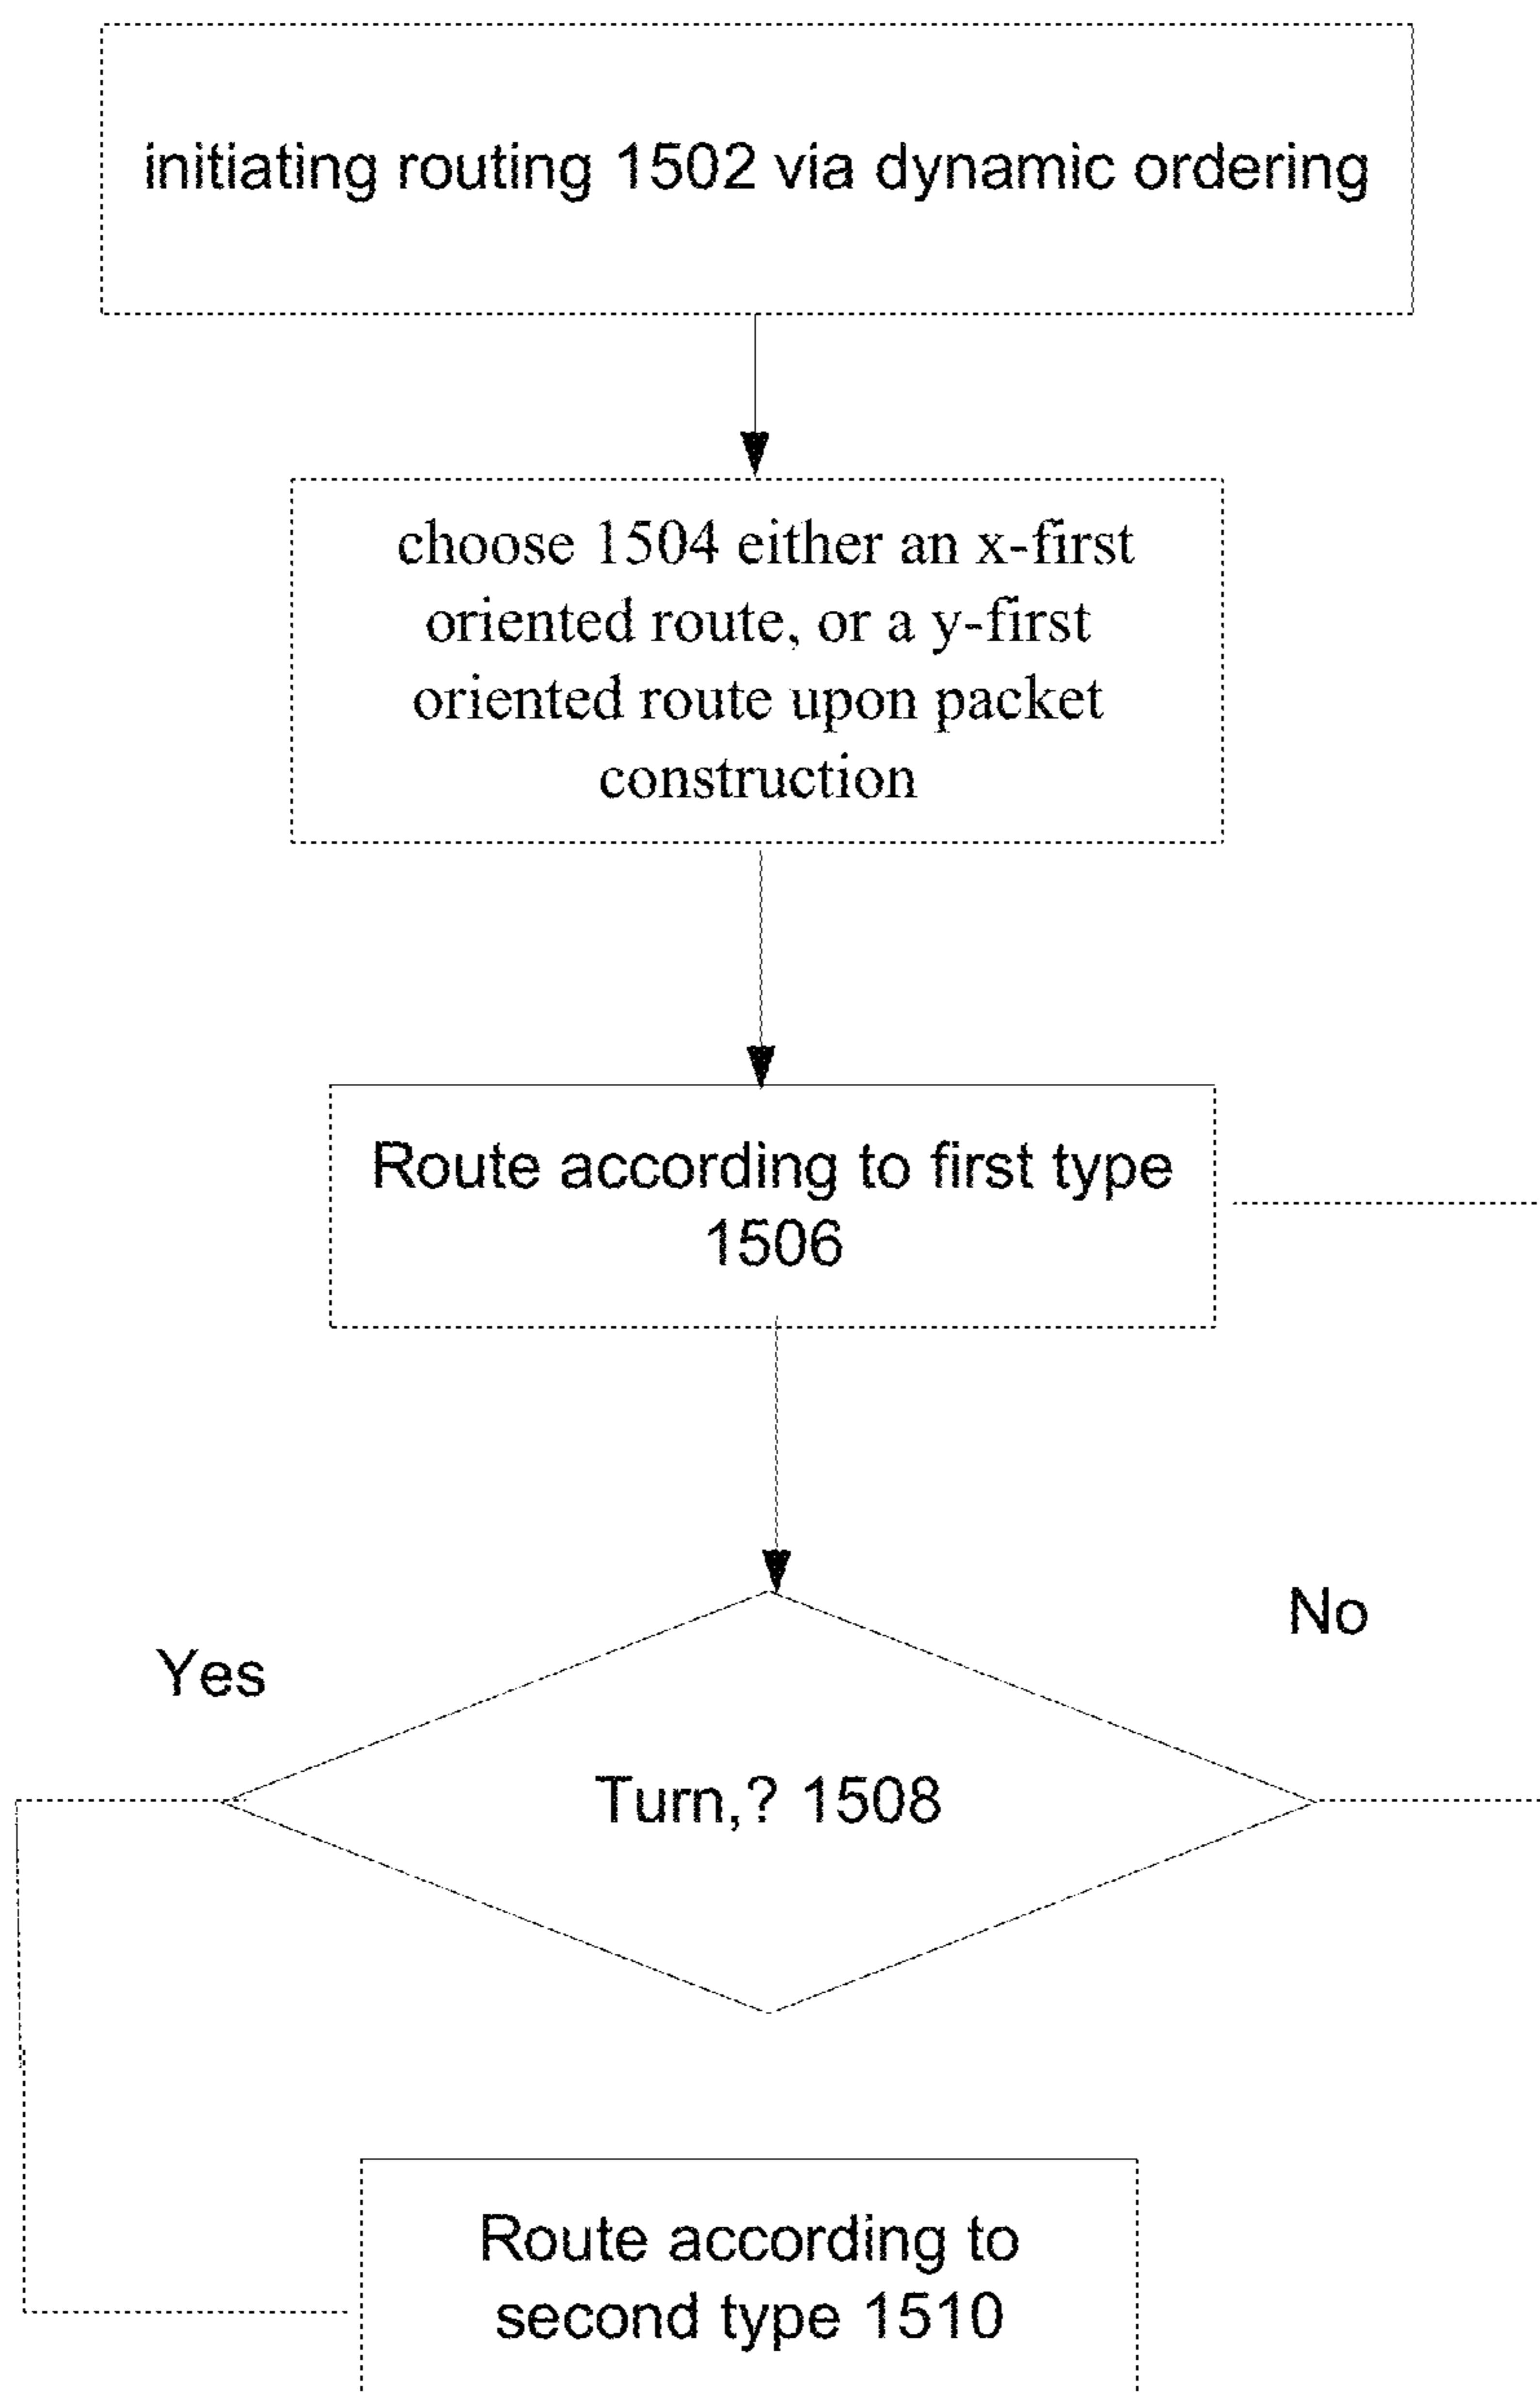 initiating routing 1502 via dynamic ordering
choose 1504 either an x-first
oriented route, or a y-first
oriented route upon packet
construction
Route according to first type
1506
No
Yes
Turn,? 1508
Route according to
second type 1510